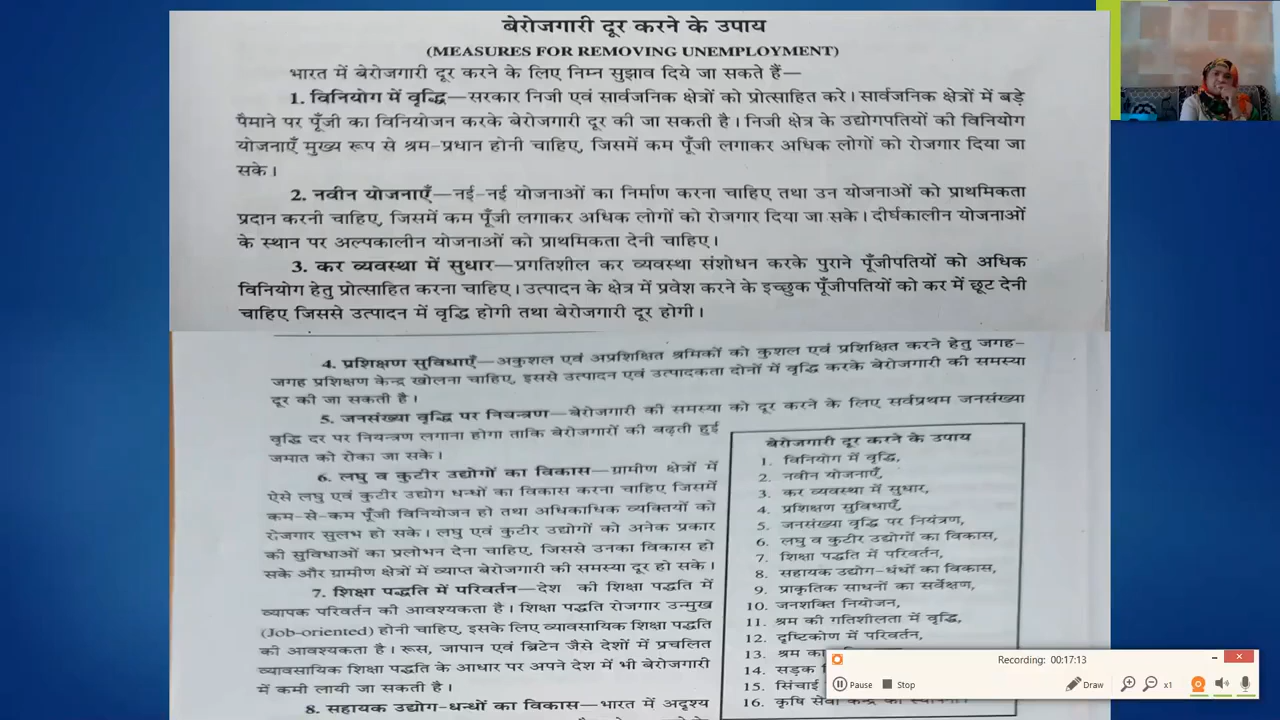 बेरोजगारी दूर करने के उपाय
(MEASURES FOR REMOVING UNEMPLOYMENT)
भारत में बेरोजगारी दूर करने के लिए निम्न सुझाव दिये जा सकते हैं—
1. विनियोग में वृद्धि—सरकार निजी एवं सार्वजनिक क्षेत्रों को प्रोत्साहित करे। सार्वजनिक क्षेत्रों में बड़े
पैमाने पर पूँजी का विनियोजन करके बेरोजगारी दूर की जा सकती है। निजी क्षेत्र के उद्योगपतियों को विनियोग
योजनाएँ मुख्य रूप से श्रम-प्रधान होनी चाहिए, जिसमें कम पूँजी लगाकर अधिक लोगों को रोजगार दिया जा
सके।
2. नवीन योजनाएँ—नई-नई योजनाओं का निर्माण करना चाहिए तथा उन योजनाओं को प्राथमिकता
प्रदान करनी चाहिए, जिसमें कम पूँजी लगाकर अधिक लोगों को रोजगार दिया जा सके। दीर्घकालीन योजनाओं
के स्थान पर अल्पकालीन योजनाओं को प्राथमिकता देनी चाहिए।
3. कर व्यवस्था में सुधार—प्रगतिशील कर व्यवस्था संशोधन करके पुराने पूँजीपतियों को अधिक
विनियोग हेतु प्रोत्साहित करना चाहिए। उत्पादन के क्षेत्र में प्रवेश करने के इच्छुक पूँजीपतियों को कर में छूट देनी
चाहिए जिससे उत्पादन में वृद्धि होगी तथा बेरोजगारी दूर होगी।
4. प्रशिक्षण सुविधाएँ—अकुशल एवं अप्रशिक्षित श्रमिकों को कुशल एवं प्रशिक्षित करने हेतु जगह-
जगह प्रशिक्षण केन्द्र खोलना चाहिए, इससे उत्पादन एवं उत्पादकता दोनों में वृद्धि करके बेरोजगारी की समस्या
दूर की जा सकती है।
5. जनसंख्या वृद्धि पर नियन्त्रण—बेरोजगारी की समस्या को दूर करने के लिए सर्वप्रथम जनसंख्या
वृद्धि दर पर नियन्त्रण लगाना होगा ताकि बेरोजगारों की बढ़ती हुई
जमात को रोका जा सके।
6. लघु व कुटीर उद्योगों का विकास—ग्रामीण क्षेत्रों में
ऐसे लघु एवं कुटीर उद्योग धन्धों का विकास करना चाहिए जिसमें
कम-से-कम पूँजी विनियोजन हो तथा अधिकाधिक व्यक्तियों को
रोजगार सुलभ हो सके। लघु एवं कुटीर उद्योगों को अनेक प्रकार
की सुविधाओं का प्रलोभन देना चाहिए, जिससे उनका विकास हो
सके और ग्रामीण क्षेत्रों में व्याप्त बेरोजगारी की समस्या दूर हो सके।
7. शिक्षा पद्धति में परिवर्तन—देश की शिक्षा पद्धति में
व्यापक परिवर्तन की आवश्यकता है। शिक्षा पद्धति रोजगार उन्मुख
(Job-oriented) होनी चाहिए, इसके लिए व्यावसायिक शिक्षा पद्धति
की आवश्यकता है। रूस, जापान एवं ब्रिटेन जैसे देशों में प्रचलित
व्यावसायिक शिक्षा पद्धति के आधार पर अपने देश में भी बेरोजगारी
में कमी लायी जा सकती है।
8. सहायक उद्योग-धन्धों का विकास—भारत में अदृश्य
बेरोजगारी दूर करने के उपाय
1. विनियोग में वृद्धि,
2. नवीन योजनाएँ,
3. कर व्यवस्था में सुधार,
4. प्रशिक्षण सुविधाएँ,
5. जनसंख्या वृद्धि पर नियंत्रण,
6. लघु व कुटीर उद्योगों का विकास,
7. शिक्षा पद्धति में परिवर्तन,
8. सहायक उद्योग-धंधों का विकास,
9. प्राकृतिक साधनों का सर्वेक्षण,
10. जनशक्ति नियोजन,
11. श्रम की गतिशीलता में वृद्धि,
12. दृष्टिकोण में परिवर्तन,
13. श्रम का
14. सड़क
15. सिंचाई
16. कृषि सेवा
Recording: 00:17:13
Pause
Stop
Draw
x1